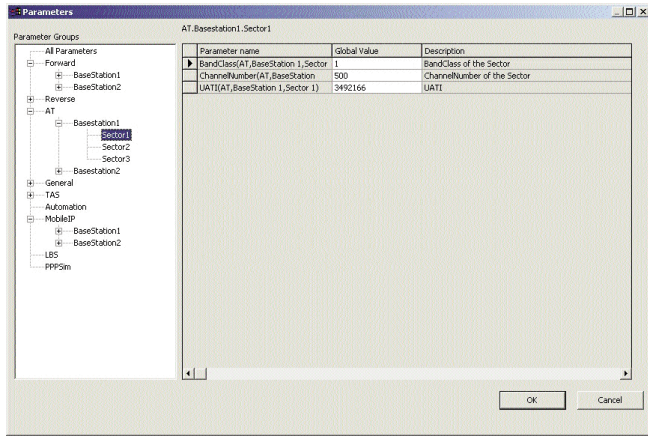 Parameters
AT.Basestation1.Sector1
Parameter Groups
All Parameters
Forward
BaseStation1
BaseStation2
Reverse
AT
Basestation1
Sector1
Sector2
Sector3
Basestation2
General
TAS
Automation
MobileIP
BaseStation1
BaseStation2
LBS
PPPSim
Parameter name Global Value Description
BandClass(AT,BaseStation 1,Sector 1 BandClass of the Sector
ChannelNumber(AT,BaseStation 500 ChannelNumber of the Sector
UATI(AT,BaseStation 1,Sector 1) 3492166 UATI
OK Cancel